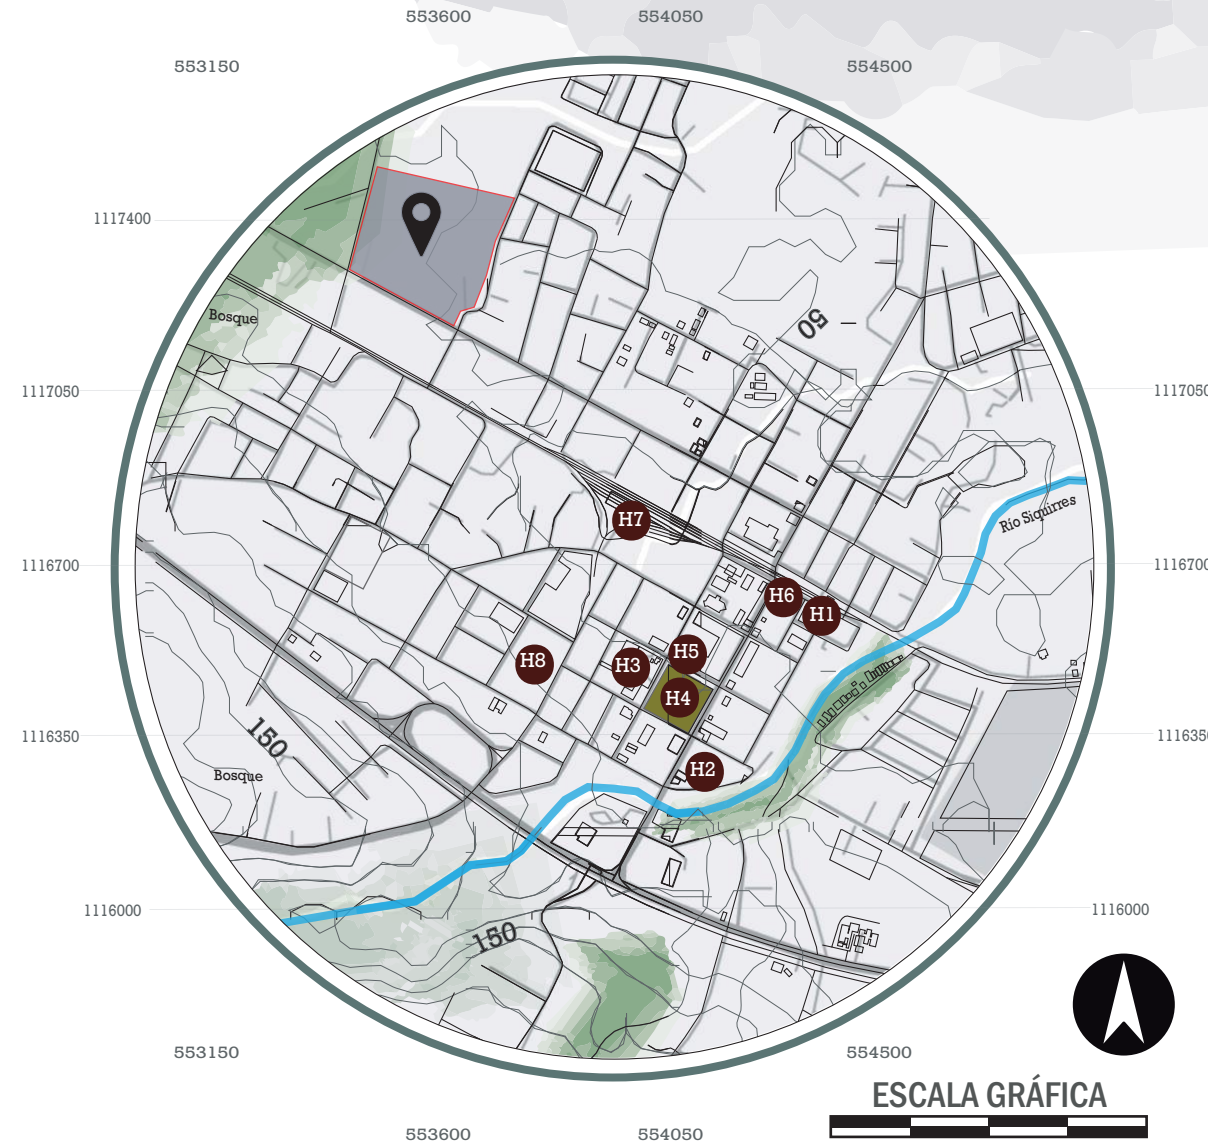 553600 554050
553150 554500
1117400
50
Bosque
1117050 1117050
Río Siquirres
H7
1116700 1116700
H6
H1
H5
H8 H3
H4
1116350 1116350
150
H2
Bosque
1116000 1116000
150
553150 554500
ESCALA GRÁFICA
553600 554050